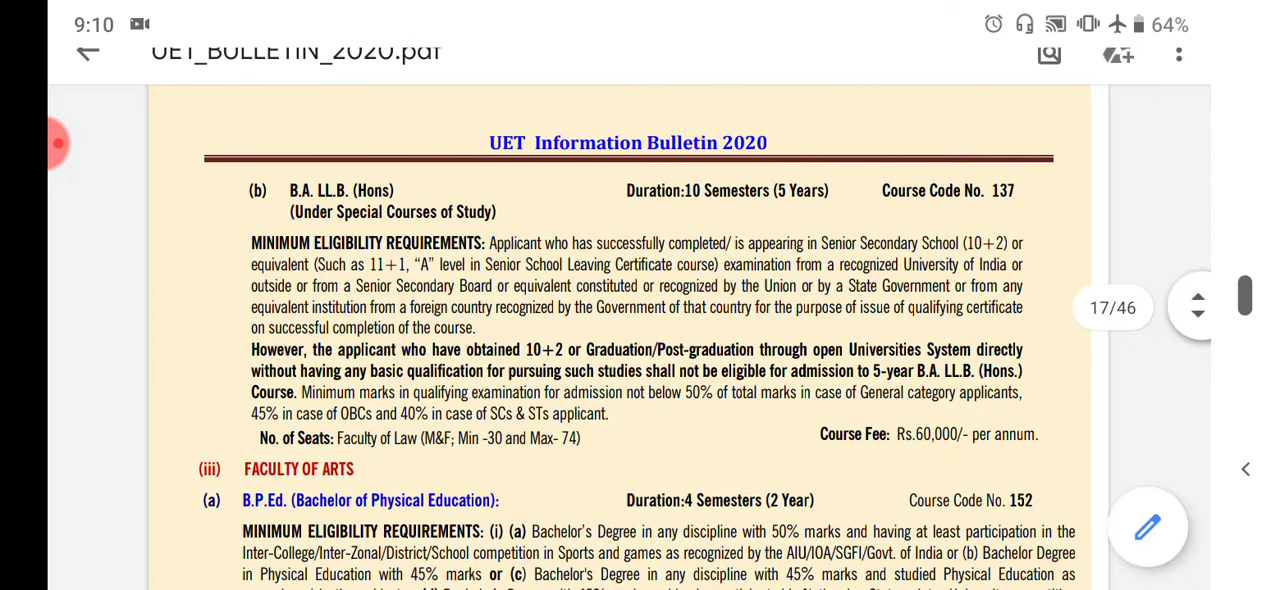 9:10
64%
UET_BULLETIN_2020.pdf
UET Information Bulletin 2020
(b) B.A. LL.B. (Hons) Duration:10 Semesters (5 Years) Course Code No. 137
(Under Special Courses of Study)
MINIMUM ELIGIBILITY REQUIREMENTS: Applicant who has successfully completed/ is appearing in Senior Secondary School (10+2) or
equivalent (Such as 11+1, “A” level in Senior School Leaving Certificate course) examination from a recognized University of India or
outside or from a Senior Secondary Board or equivalent constituted or recognized by the Union or by a State Government or from any
equivalent institution from a foreign country recognized by the Government of that country for the purpose of issue of qualifying certificate
on successful completion of the course.
17/46
However, the applicant who have obtained 10+2 or Graduation/Post-graduation through open Universities System directly
without having any basic qualification for pursuing such studies shall not be eligible for admission to 5-year B.A. LL.B. (Hons.)
Course. Minimum marks in qualifying examination for admission not below 50% of total marks in case of General category applicants,
45% in case of OBCs and 40% in case of SCs & STs applicant.
No. of Seats: Faculty of Law (M&F; Min -30 and Max- 74) Course Fee: Rs.60,000/- per annum.
(iii) FACULTY OF ARTS
(a) B.P.Ed. (Bachelor of Physical Education): Duration:4 Semesters (2 Year) Course Code No. 152
MINIMUM ELIGIBILITY REQUIREMENTS: (i) (a) Bachelor's Degree in any discipline with 50% marks and having at least participation in the
Inter-College/Inter-Zonal/District/School competition in Sports and games as recognized by the AIU/IOA/SGFI/Govt. of India or (b) Bachelor Degree
in Physical Education with 45% marks or (c) Bachelor's Degree in any discipline with 45% marks and studied Physical Education as